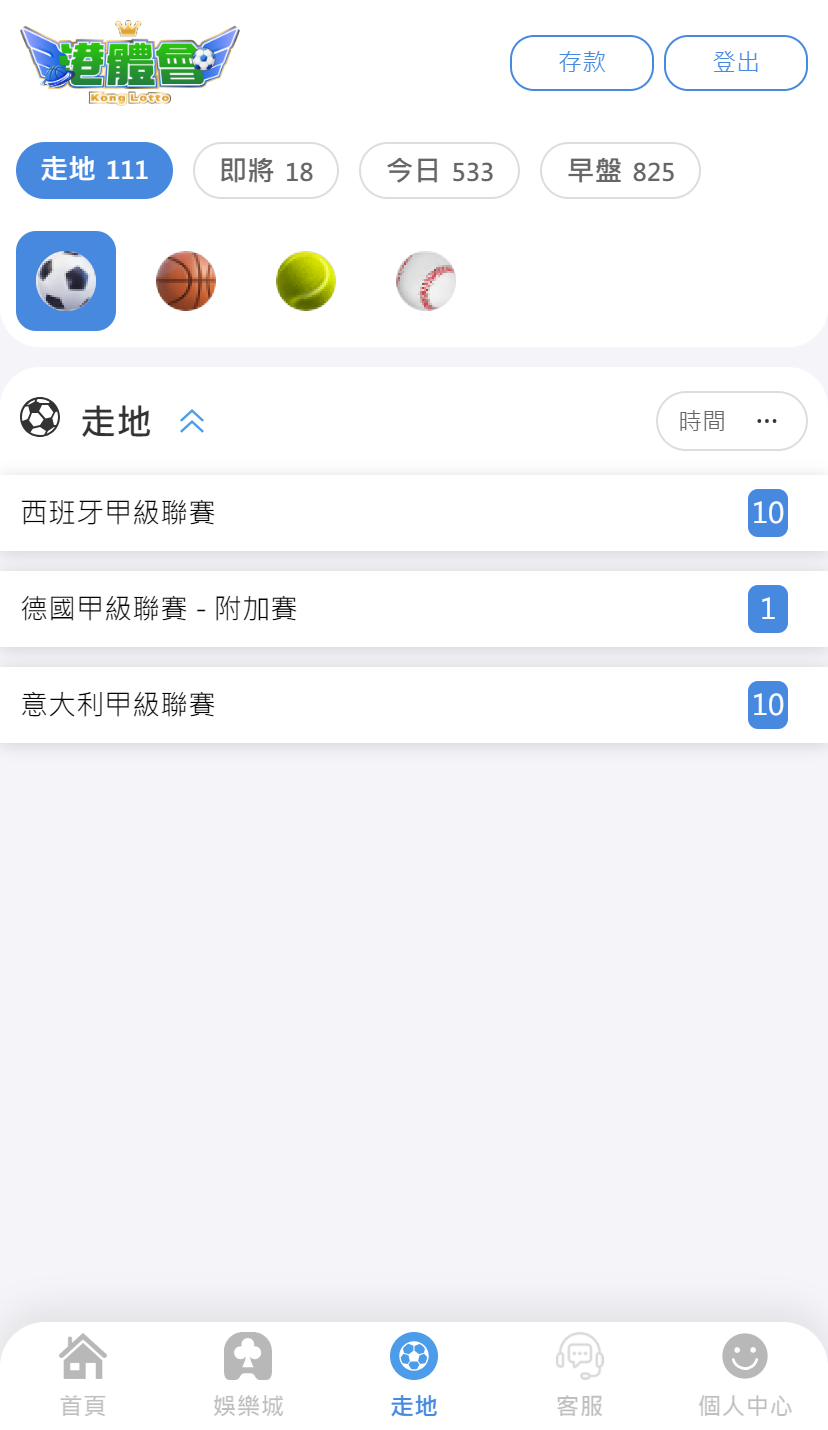 港體會
Kong Lotto
存款
登出
走地 111
即將 18
今日 533
早盤 825
走地
時間
西班牙甲級聯賽
10
德國甲級聯賽 - 附加賽
1
意大利甲級聯賽
10
首頁
娛樂城
走地
客服
個人中心